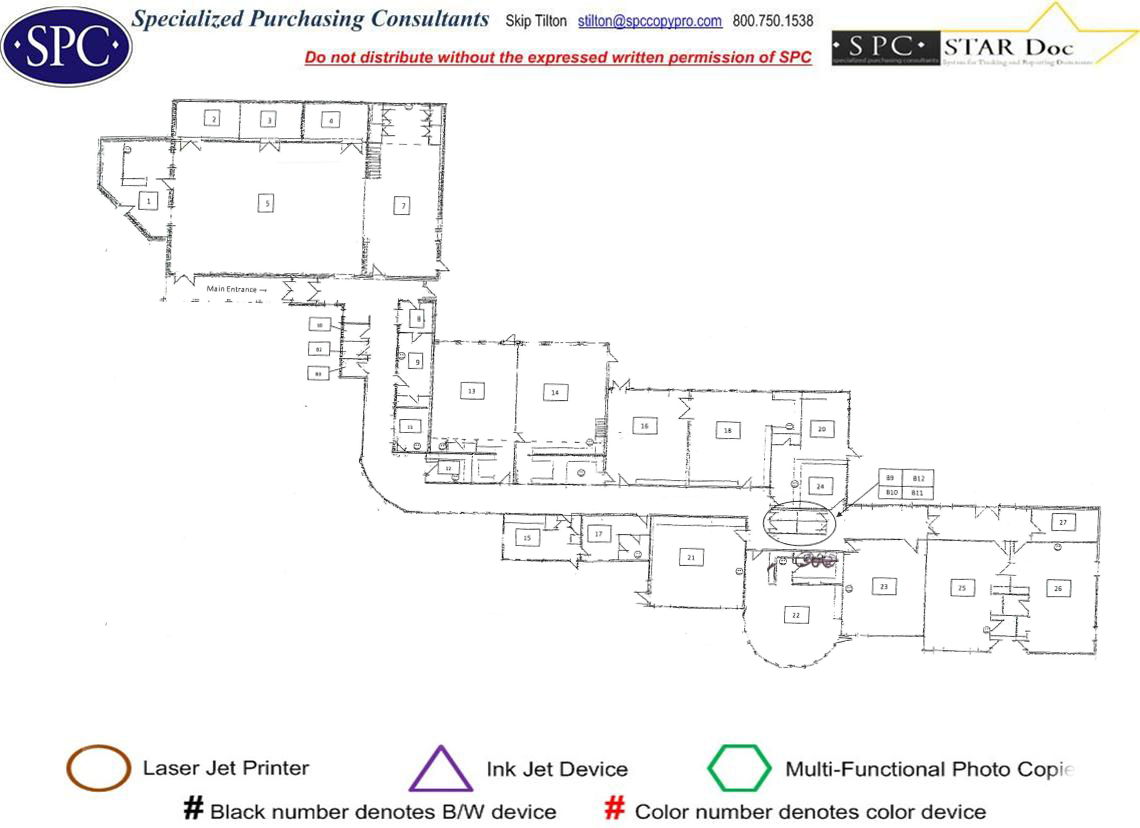 SPC
Specialized Purchasing Consultants Skip Tilton stilton@spccopypro.com 800.750.1538
Do not distribute without the expressed written permission of SPC
· SPC · STAR Doc
specialized purchasing consultants System for Tracking and Reporting Documents
2 3 4
1 5 7
Main Entrance →
8
9
13 14
11
12
16 18 20
24
B9 B12
B10 B11
15 17
21
22
23
25
26
27
Laser Jet Printer Ink Jet Device Multi-Functional Photo Copie
# Black number denotes B/W device # Color number denotes color device